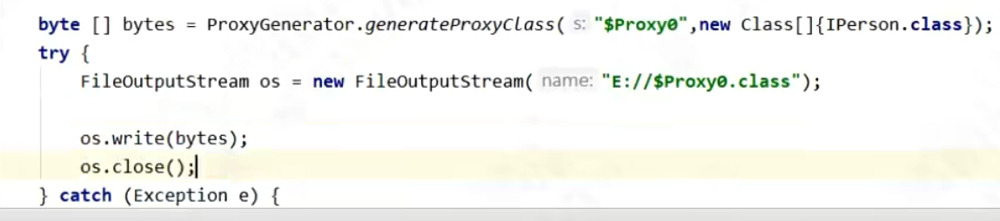 byte [] bytes = ProxyGenerator.generateProxyClass( s: "$Proxy0",new Class[]{IPerson.class});
try {
FileOutputStream os = new FileOutputStream( name: "E://$Proxy0.class");
os.write(bytes);
os.close();
} catch (Exception e) {